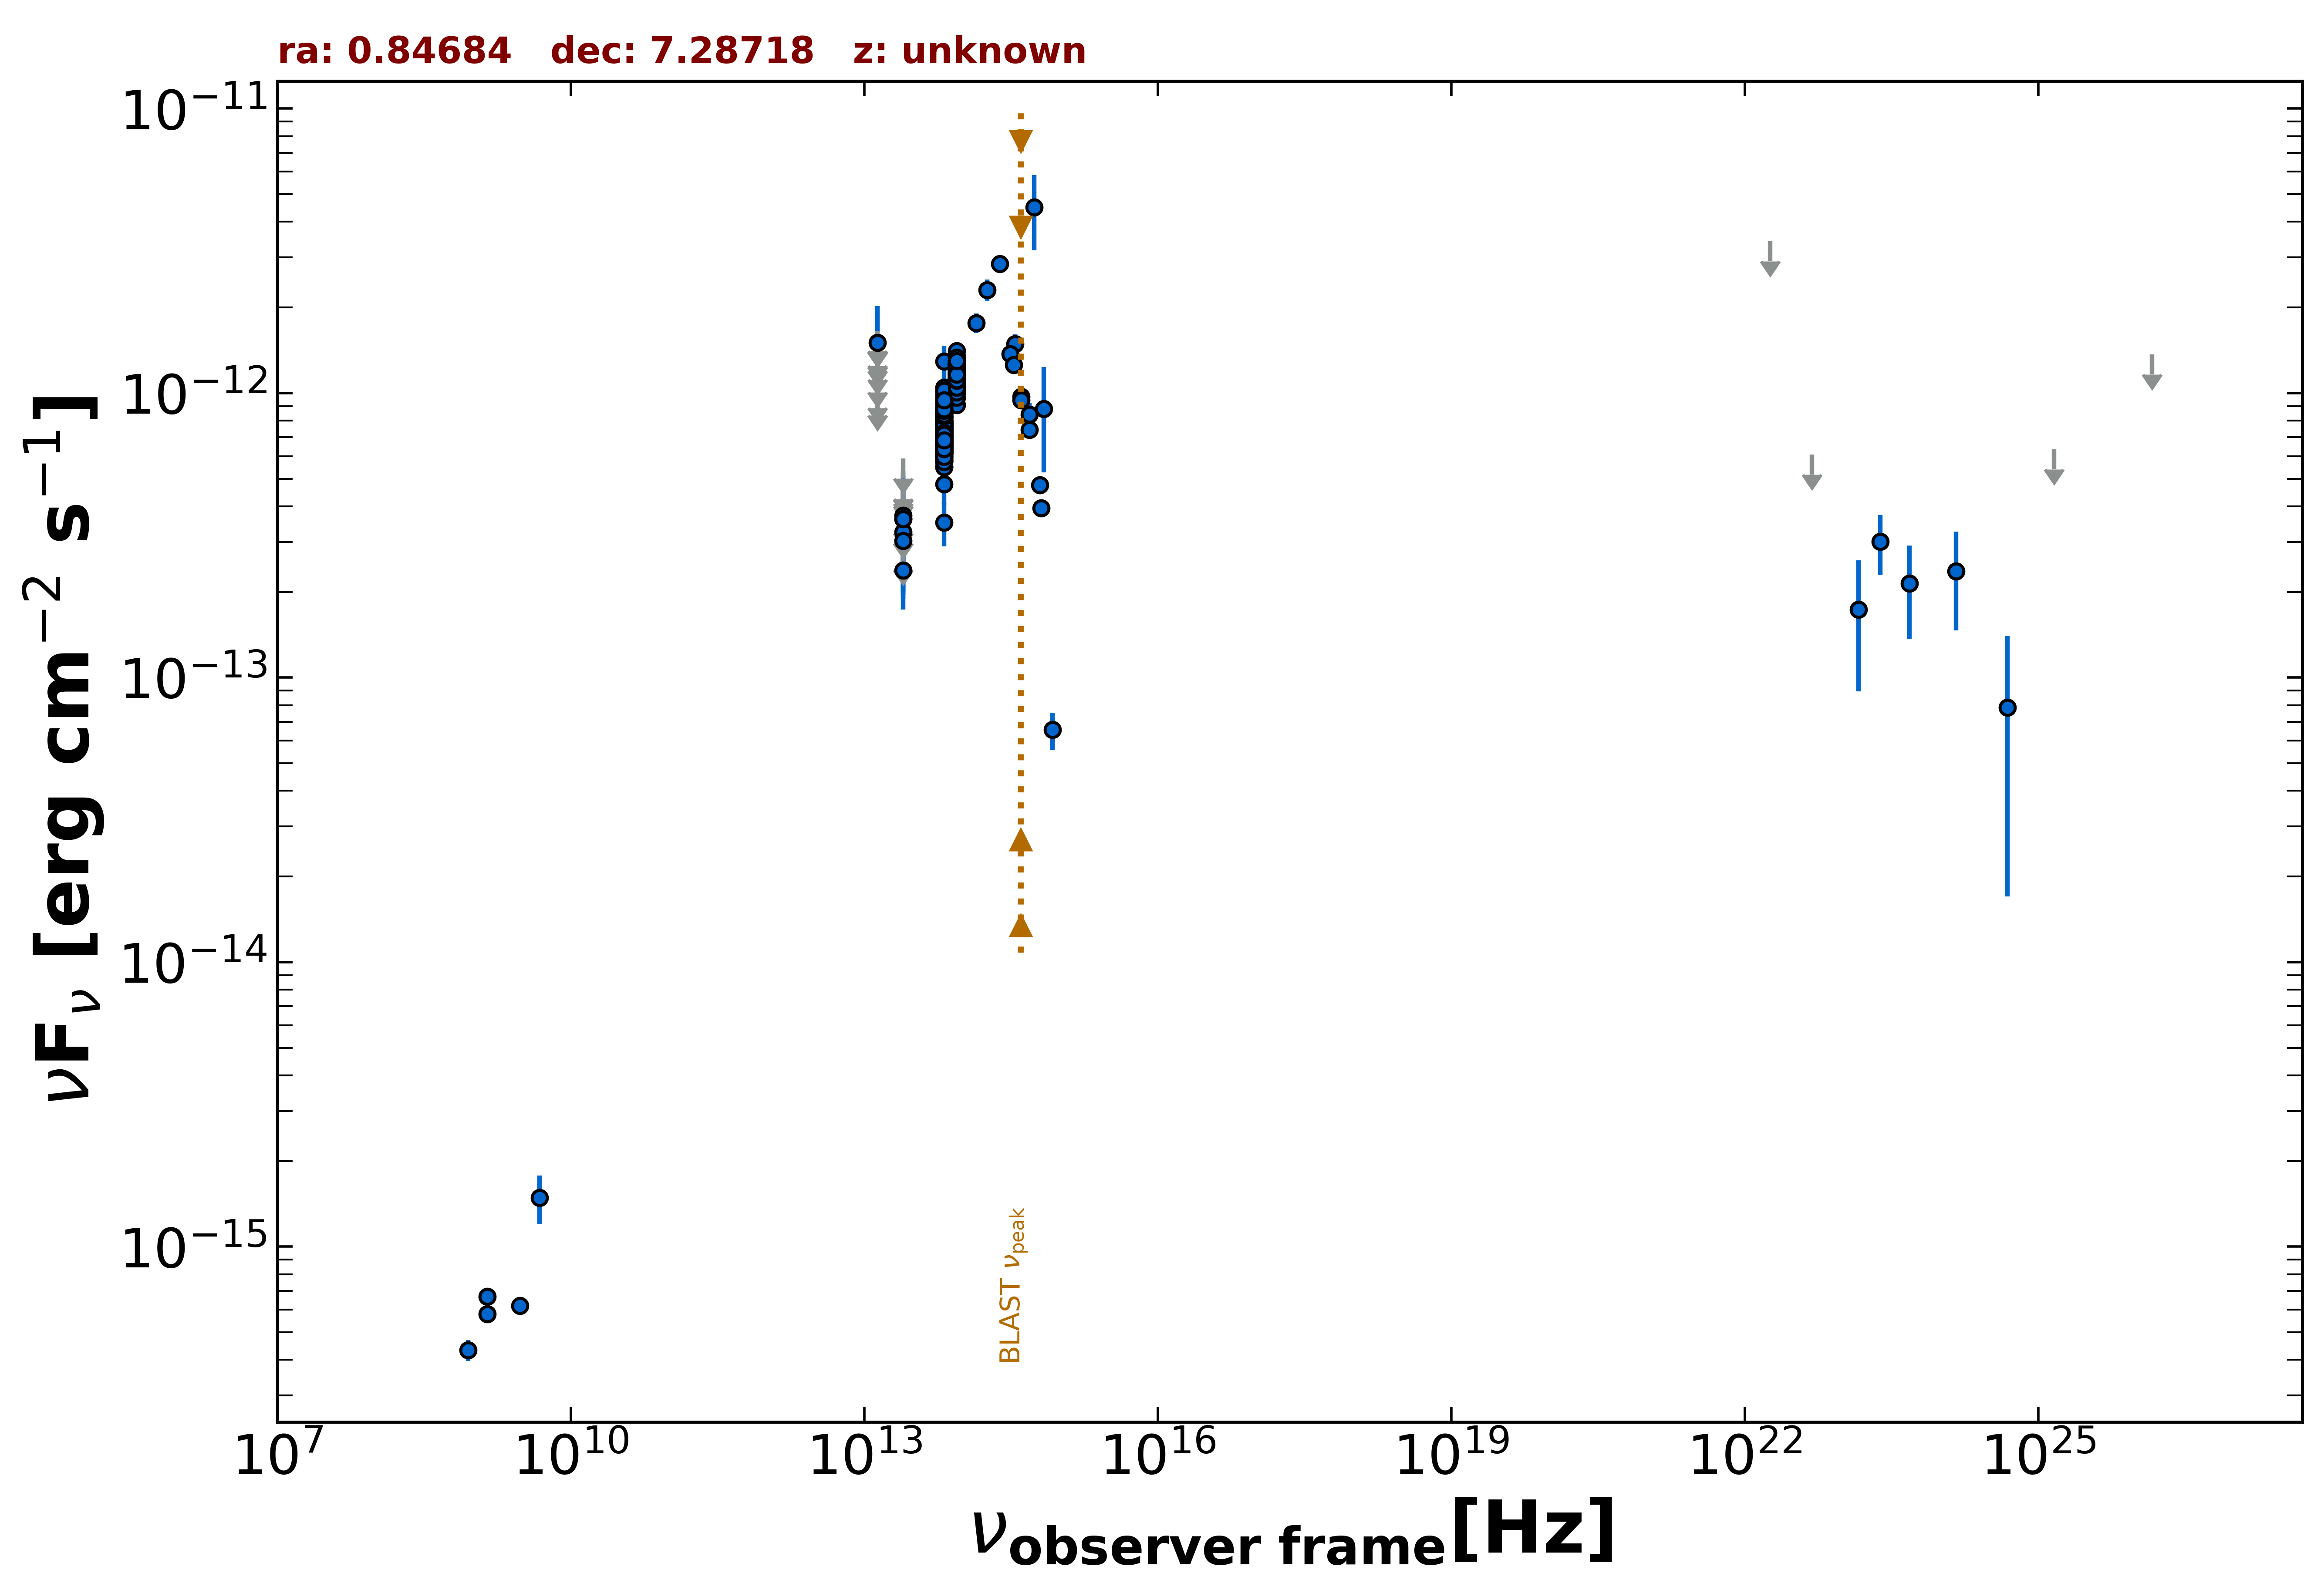 ra: 0.84684   dec: 7.28718   z: unknown
νFν [erg cm−2 s−1]
10−11
10−12
10−13
10−14
10−15
BLAST νpeak
107 1010 1013 1016 1019 1022 1025
νobserver frame[Hz]